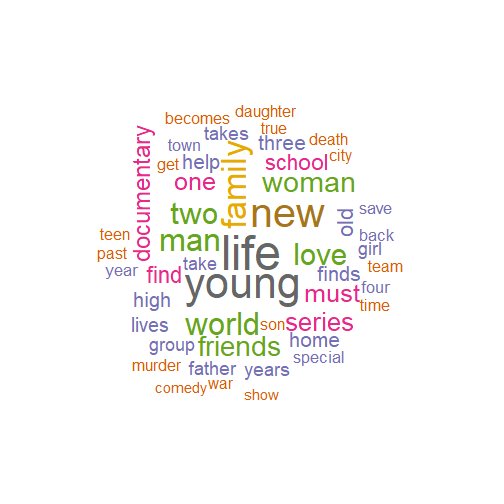 daughter
becomes
true
takes
death
town
three
city
documentary
get
help
family
school
one
woman
two
new
old
save
teen
man
life
love
back
girl
past
year
find
take
young
finds
team
must
four
high
time
lives
world
son
series
group
friends
home
special
murder
father
years
comedy
war
show